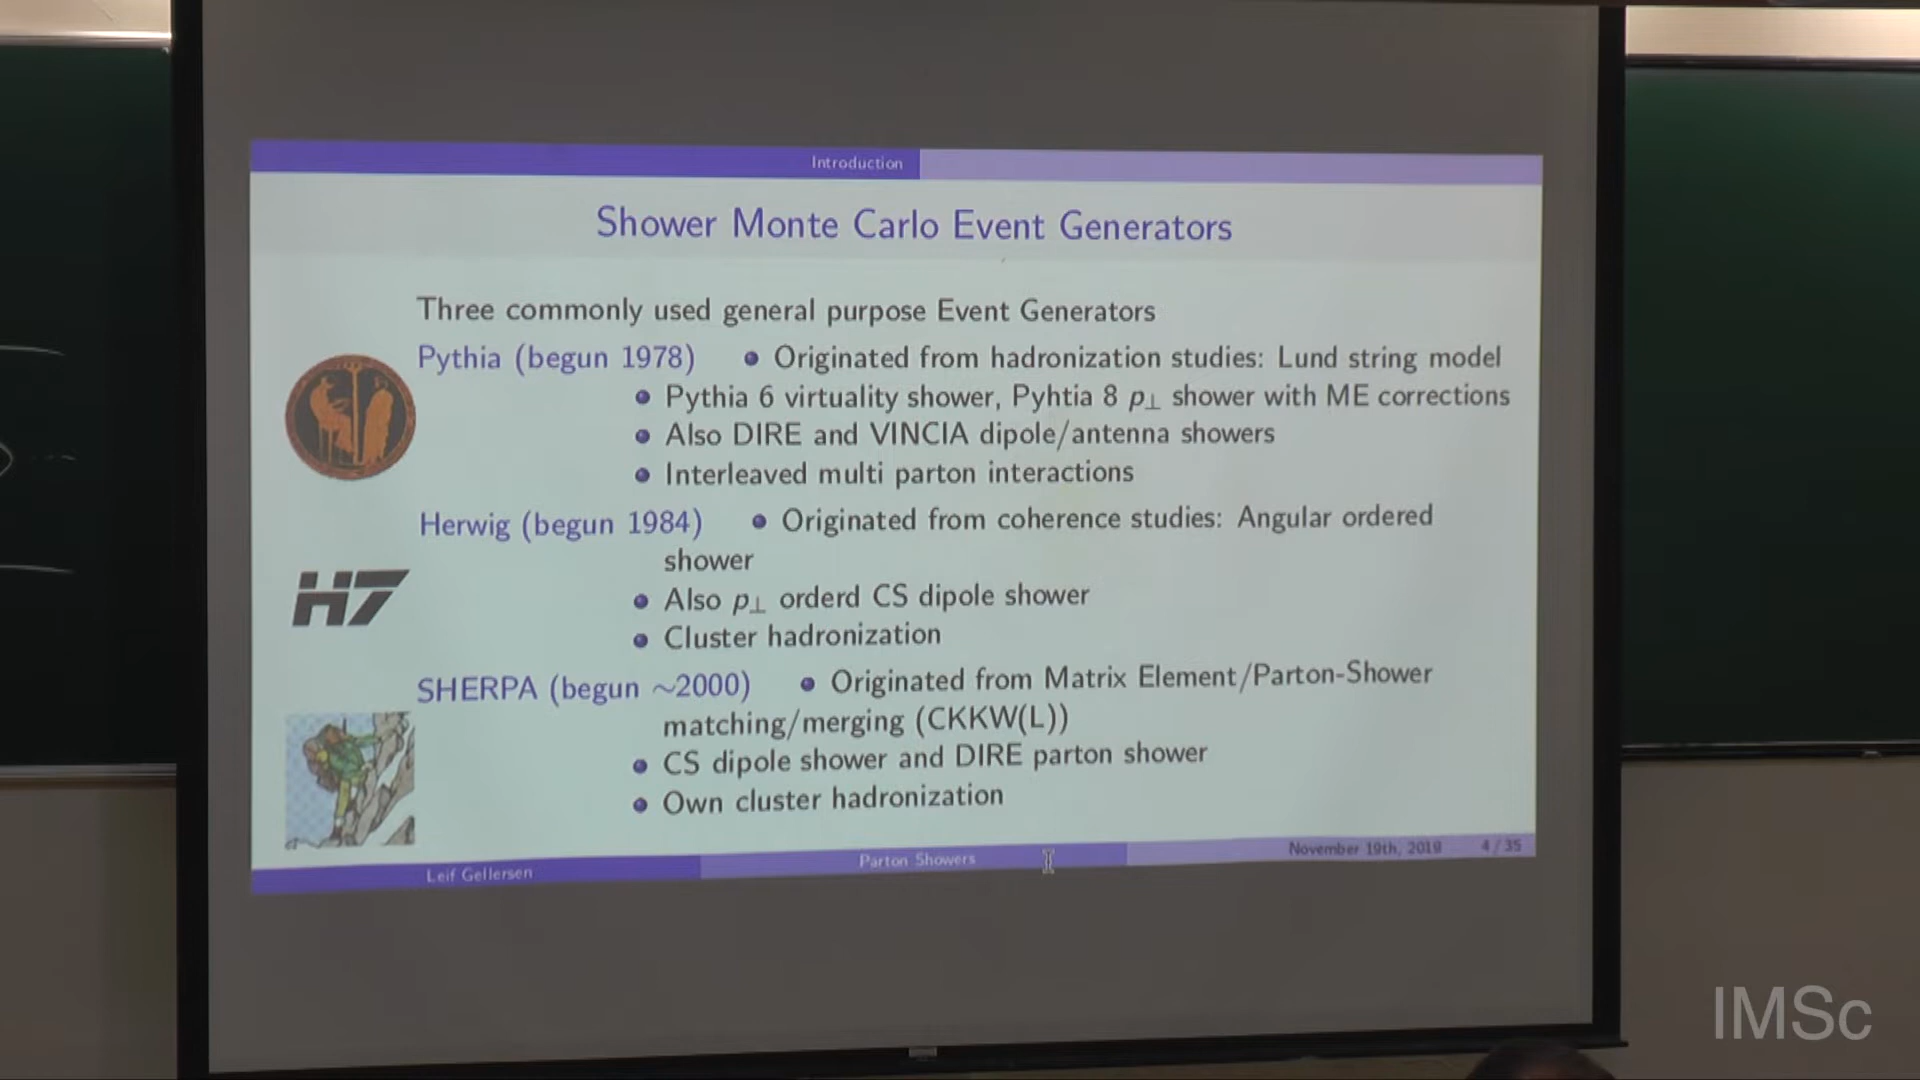 Introduction
Shower Monte Carlo Event Generators
Three commonly used general purpose Event Generators
Pythia (begun 1978) • Originated from hadronization studies: Lund string model
• Pythia 6 virtuality shower, Pyhtia 8 p⊥ shower with ME corrections
• Also DIRE and VINCIA dipole/antenna showers
• Interleaved multi parton interactions
Herwig (begun 1984) • Originated from coherence studies: Angular ordered
shower
H7
• Also p⊥ orderd CS dipole shower
• Cluster hadronization
SHERPA (begun ~2000) • Originated from Matrix Element/Parton-Shower
matching/merging (CKKW(L))
• CS dipole shower and DIRE parton shower
• Own cluster hadronization
Leif Gellersen Parton Showers November 19th, 2019 4 / 35
IMSc